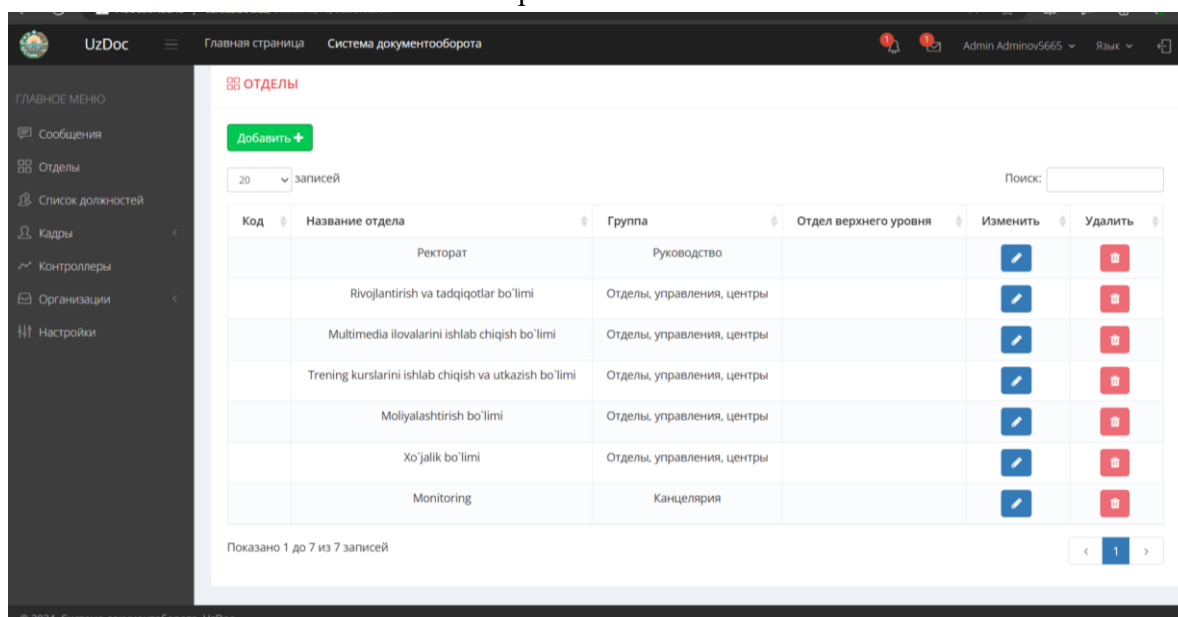 UzDoc
Главная страница Система документооборота
1 1 Admin Adminov5665 Язык
ГЛАВНОЕ МЕНЮ
Сообщения
Отделы
Список должностей
Кадры
Контроллеры
Организации
Настройки
ОТДЕЛЫ
Добавить +
20 записей
Поиск:
Код Название отдела Группа Отдел верхнего уровня Изменить Удалить
Ректорат Руководство
Rivojlantirish va tadqiqotlar bo`limi Отделы, управления, центры
Multimedia ilovalarini ishlab chiqish bo`limi Отделы, управления, центры
Trening kurslarini ishlab chiqish va utkazish bo`limi Отделы, управления, центры
Moliyalashtirish bo`limi Отделы, управления, центры
Xo`jalik bo`limi Отделы, управления, центры
Monitoring Канцелярия
Показано 1 до 7 из 7 записей
< 1 >